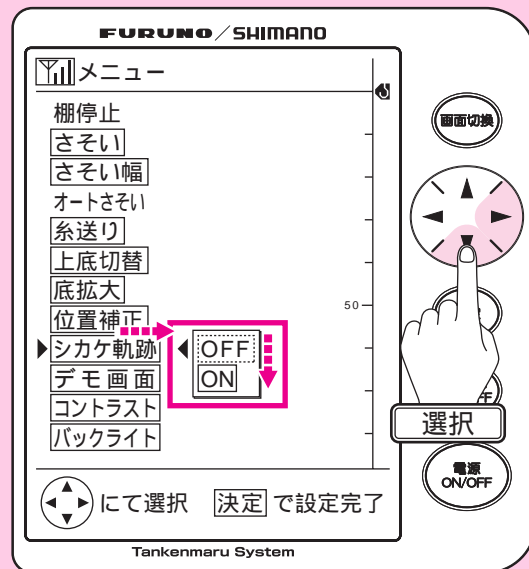 FURUNO/SHIMANO
メニュー
棚停止
さそい
さそい幅
オートさそい
糸送り
上底切替
底拡大
位置補正
シカケ軌跡
OFF
ON
デモ画面
コントラスト
バックライト
50
にて選択 決定で設定完了
Tankenmaru System
画面切換
選択
電源
ON/OFF